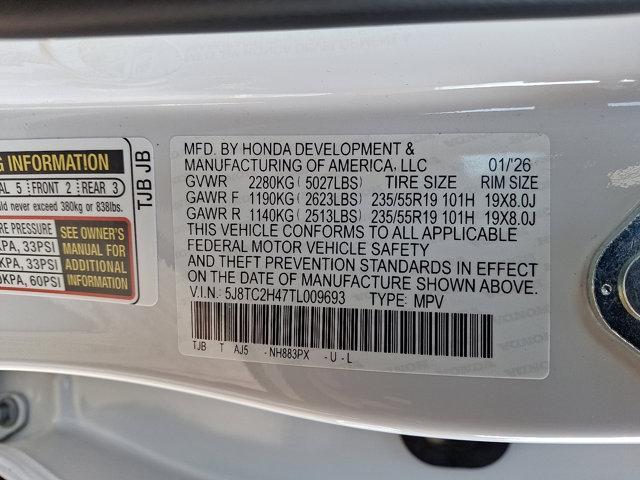 G INFORMATION
AL 5 FRONT 2 REAR 3
d never exceed 380kg or 838lbs.
E PRESSURE
KPA, 33PSI
KPA, 33PSI
0KPA, 60PSI
SEE OWNER'S
MANUAL FOR
ADDITIONAL
INFORMATION
TJB JB
MFD. BY HONDA DEVELOPMENT &
MANUFACTURING OF AMERICA, LLC 01/'26
GVWR 2280KG ( 5027LBS) TIRE SIZE RIM SIZE
GAWR F 1190KG ( 2623LBS) 235/55R19 101H 19X8.0J
GAWR R 1140KG ( 2513LBS) 235/55R19 101H 19X8.0J
THIS VEHICLE CONFORMS TO ALL APPLICABLE
FEDERAL MOTOR VEHICLE SAFETY
AND THEFT PREVENTION STANDARDS IN EFFECT
ON THE DATE OF MANUFACTURE SHOWN ABOVE.
V.I.N.: 5J8TC2H47TL009693 TYPE: MPV
TJB T AJ5 -NH883PX -U-L